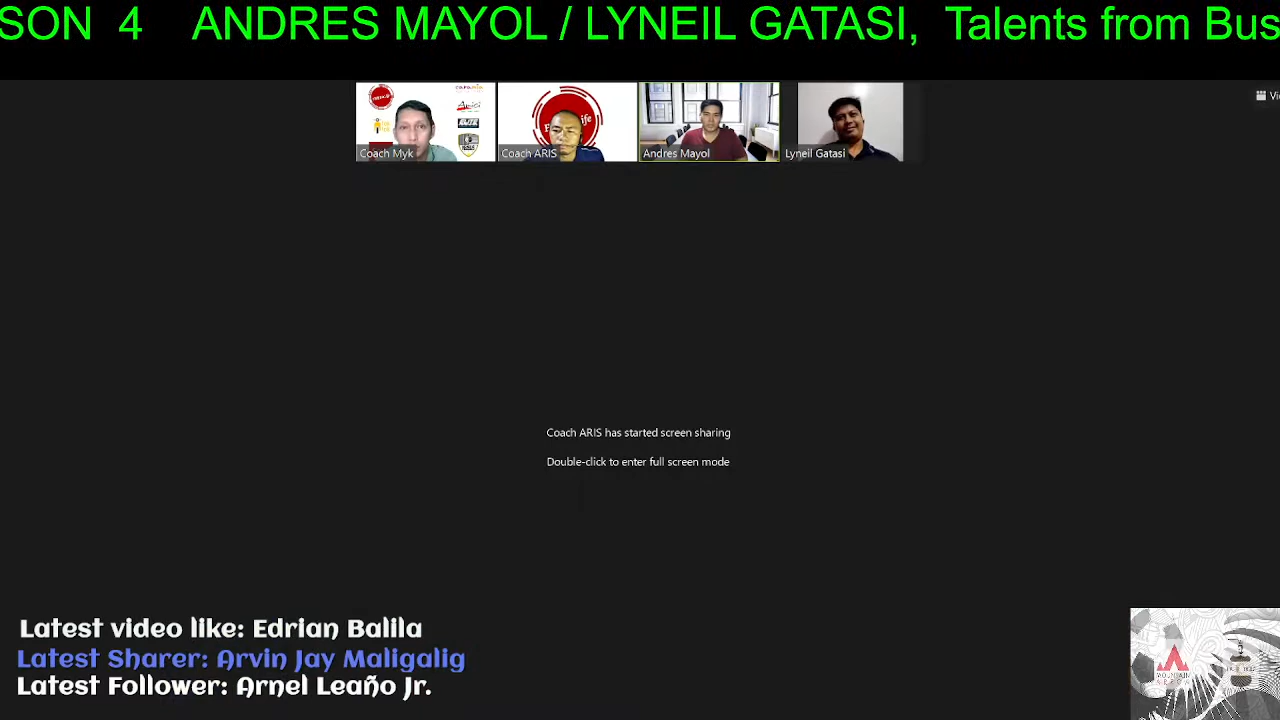 SON 4 ANDRES MAYOL / LYNEIL GATASI, Talents from Bus
Coach Myk
Coach ARIS
Andres Mayol
Lyneil Gatasi
Coach ARIS has started screen sharing
Double-click to enter full screen mode
Latest video like: Edrian Balila
Latest Sharer: Arvin Jay Maligalig
Latest Follower: Arnel Leaño Jr.
MOUNTAIN